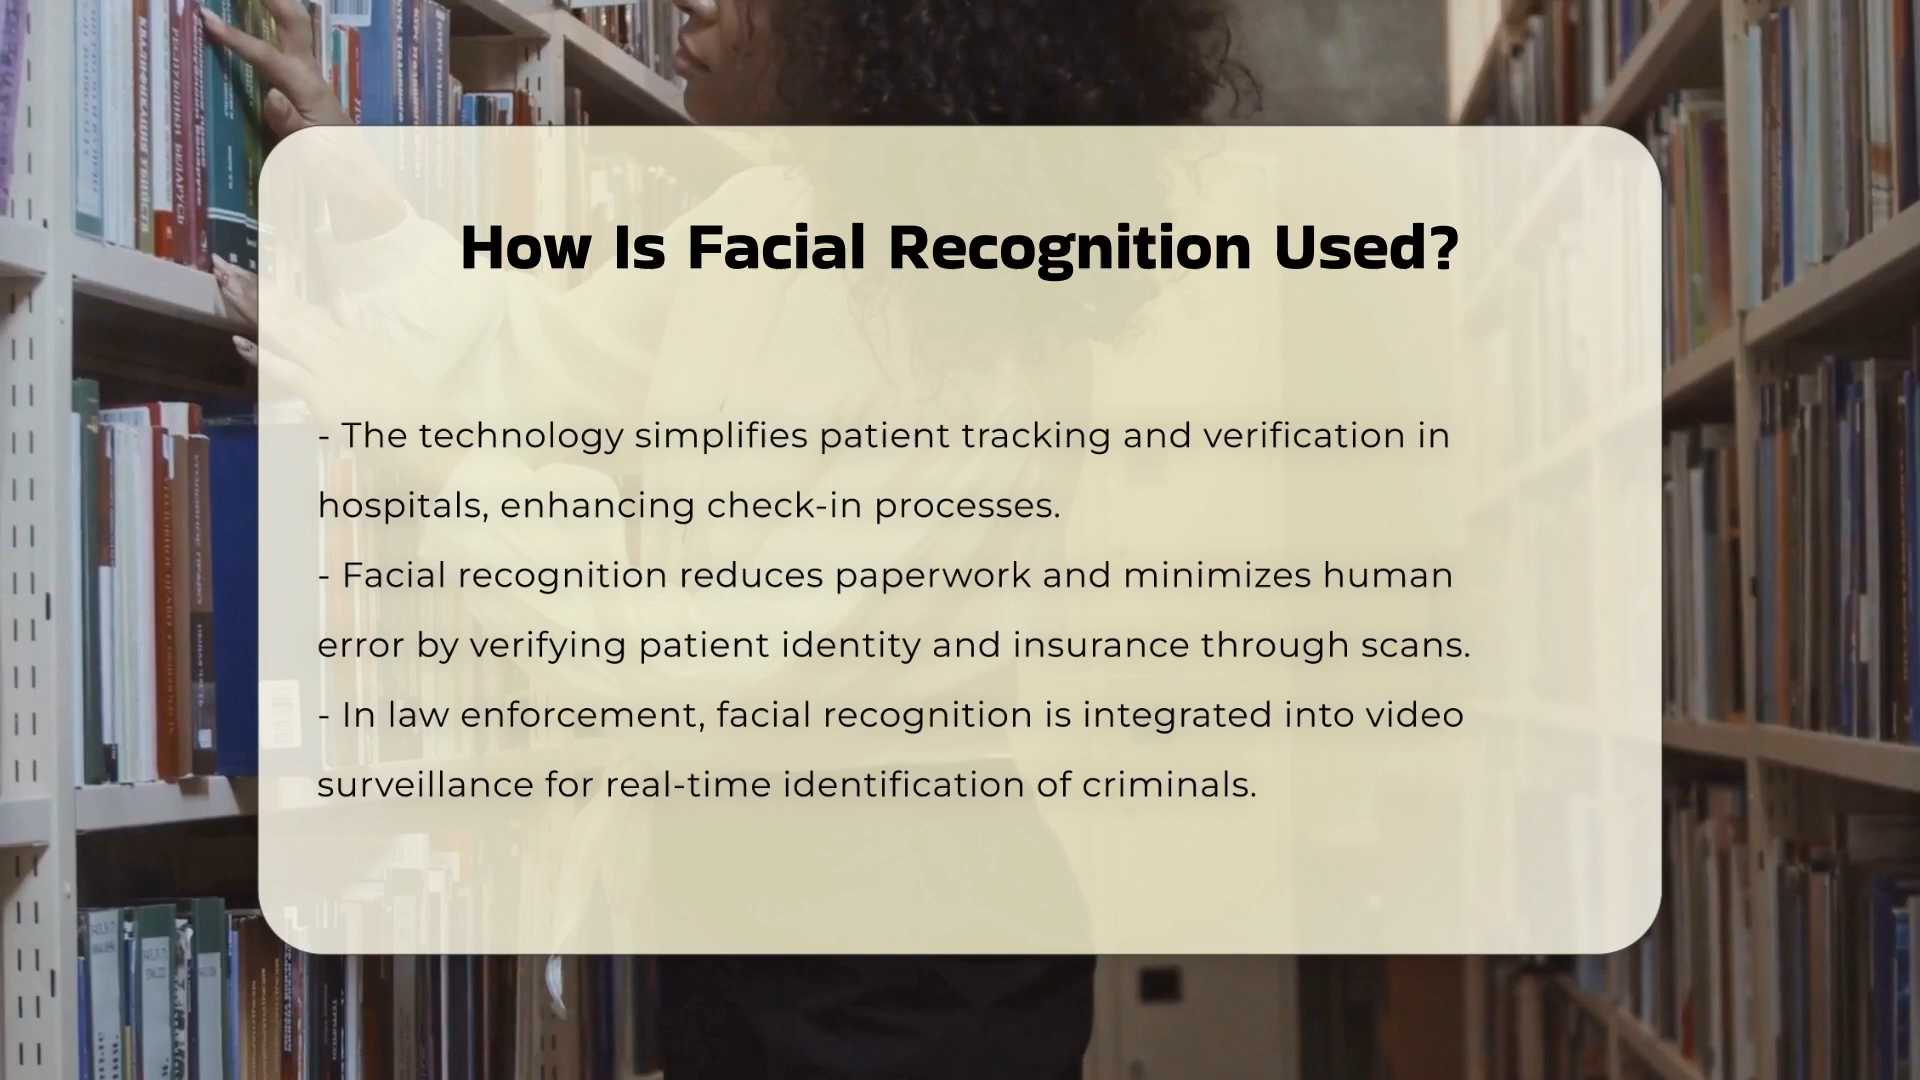 How Is Facial Recognition Used?
- The technology simplifies patient tracking and verification in
hospitals, enhancing check-in processes.
- Facial recognition reduces paperwork and minimizes human
error by verifying patient identity and insurance through scans.
- In law enforcement, facial recognition is integrated into video
surveillance for real-time identification of criminals.